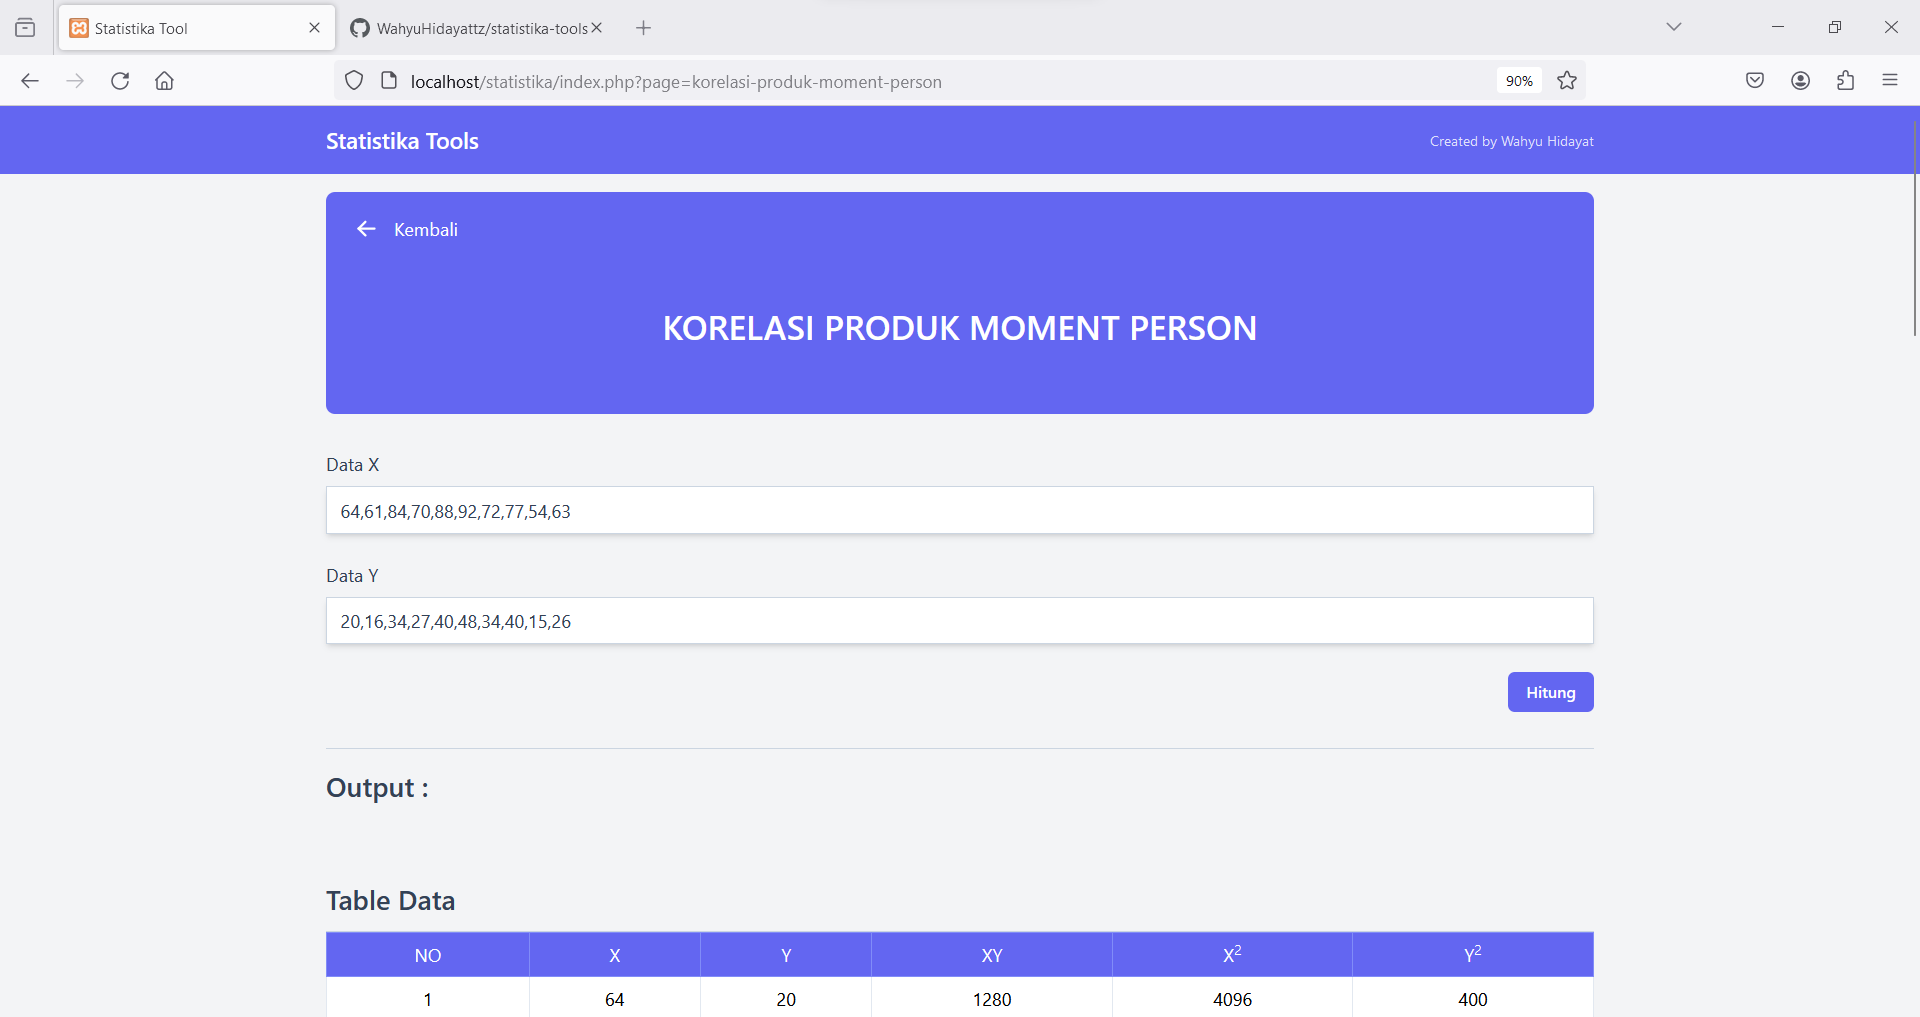 Statistika Tool
WahyuHidayattz/statistika-tools
localhost/statistika/index.php?page=korelasi-produk-moment-person
90%
Statistika Tools
Created by Wahyu Hidayat
Kembali
KORELASI PRODUK MOMENT PERSON
Data X
64,61,84,70,88,92,72,77,54,63
Data Y
20,16,34,27,40,48,34,40,15,26
Hitung
Output :
Table Data
NO X Y XY X² Y²
1 64 20 1280 4096 400